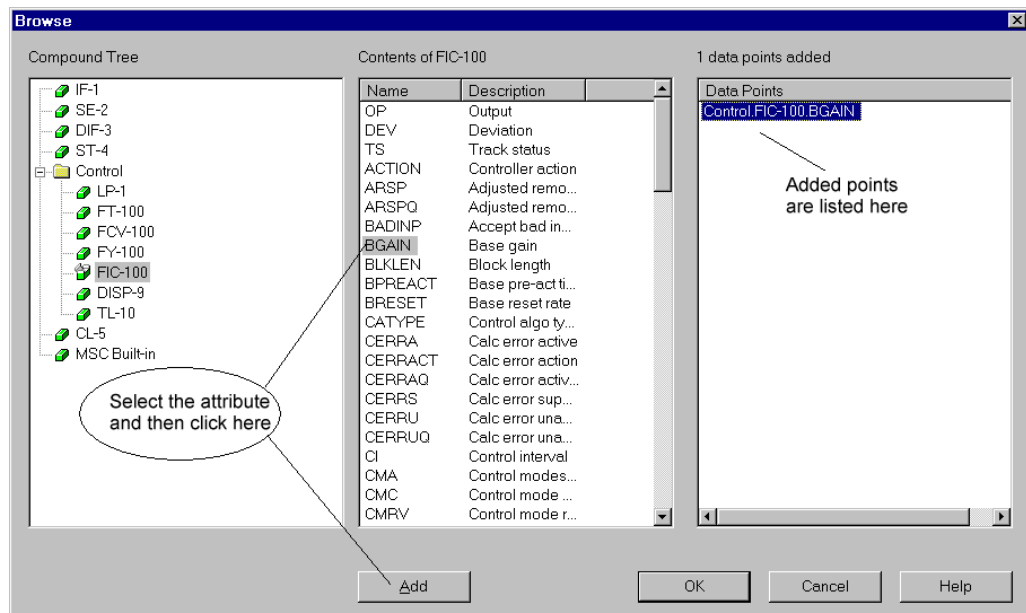 Browse
Compound Tree
IF-1
SE-2
DIF-3
ST-4
Control
LP-1
FT-100
FCV-100
FY-100
FIC-100
DISP-9
TL-10
CL-5
MSC Built-in
Select the attribute
and then click here
Contents of FIC-100
Name Description
OP Output
DEV Deviation
TS Track status
ACTION Controller action
ARSP Adjusted remo...
ARSPQ Adjusted remo...
BADINP Accept bad in...
BGAIN Base gain
BLKLEN Block length
BPREACT Base pre-act ti...
BRESET Base reset rate
CATYPE Control algo ty...
CERRA Calc error active
CERRACT Calc error action
CERRAQ Calc error activ...
CERRS Calc error sup...
CERRU Calc error una...
CERRUQ Calc error una...
CI Control interval
CMA Control modes...
CMC Control mode ...
CMRV Control mode r...
1 data points added
Data Points
Control.FIC-100.BGAIN
Added points
are listed here
Add
OK
Cancel
Help